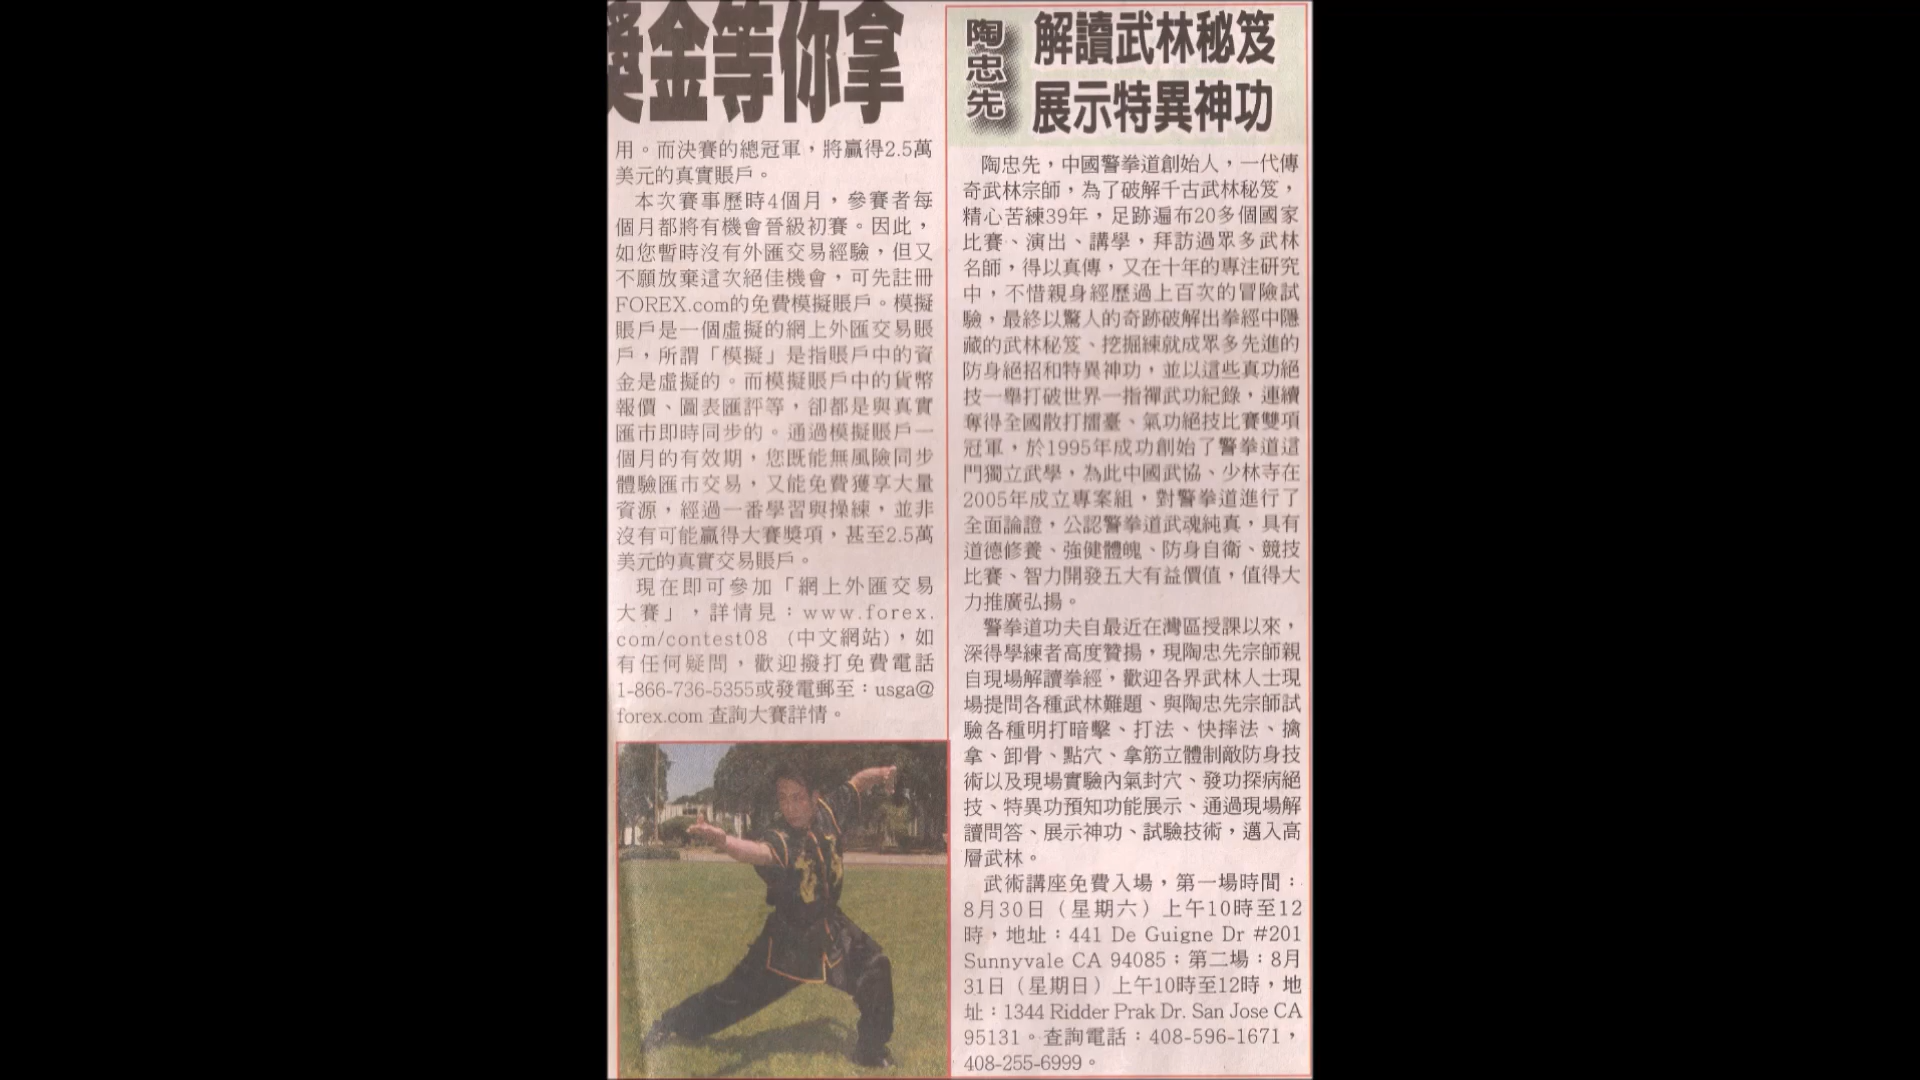 獎金等你拿
用。而決賽的總冠軍，將贏得2.5萬
美元的真實賬戶。
本次賽事歷時4個月，參賽者每
個月都將有機會晉級初賽。因此，
如您暫時沒有外匯交易經驗，但又
不願放棄這次絕佳機會，可先註冊
FOREX.com的免費模擬賬戶。模擬
賬戶是一個虛擬的網上外匯交易賬
戶，所謂「模擬」是指賬戶中的資
金是虛擬的。而模擬賬戶中的貨幣
報價、圖表匯評等，卻都是與真實
匯市即時同步的。通過模擬賬戶一
個月的有效期，您既能無風險同步
體驗匯市交易，又能免費獲享大量
資源，經過一番學習與操練，並非
沒有可能贏得大賽獎項，甚至2.5萬
美元的真實交易賬戶。
現在即可參加「網上外匯交易
大賽」，詳情見：www.forex.
com/contest08 (中文網站)，如
有任何疑問，歡迎撥打免費電話
1-866-736-5355或發電郵至：usga@
forex.com 查詢大賽詳情。
陶忠先
解讀武林秘笈
展示特異神功
陶忠先，中國警拳道創始人，一代傳
奇武林宗師，為了破解千古武林秘笈，
精心苦練39年，足跡遍布20多個國家
比賽、演出、講學，拜訪過眾多武林
名師，得以真傳，又在十年的專注研究
中，不惜親身經歷過上百次的冒險試
驗，最終以驚人的奇跡破解出拳經中隱
藏的武林秘笈、挖掘練就成眾多先進的
防身絕招和特異神功，並以這些真功絕
技一舉打破世界一指禪武功紀錄，連續
奪得全國散打擂臺、氣功絕技比賽雙項
冠軍，於1995年成功創始了警拳道這
門獨立武學，為此中國武協、少林寺在
2005年成立專案組，對警拳道進行了
全面論證，公認警拳道武魂純真，具有
道德修養、強健體魄、防身自衛、競技
比賽、智力開發五大有益價值，值得大
力推廣弘揚。
警拳道功夫自最近在灣區授課以來，
深得學練者高度贊揚，現陶忠先宗師親
自現場解讀拳經，歡迎各界武林人士現
場提問各種武林難題、與陶忠先宗師試
驗各種明打暗擊、打法、快摔法、擒
拿、卸骨、點穴、拿筋立體制敵防身技
術以及現場實驗內氣封穴、發功探病絕
技、特異功預知功能展示、通過現場解
讀問答、展示神功、試驗技術，邁入高
層武林。
武術講座免費入場，第一場時間：
8月30日（星期六）上午10時至12
時，地址：441 De Guigne Dr #201
Sunnyvale CA 94085；第二場：8月
31日（星期日）上午10時至12時，地
址：1344 Ridder Prak Dr. San Jose CA
95131。查詢電話：408-596-1671，
408-255-6999。